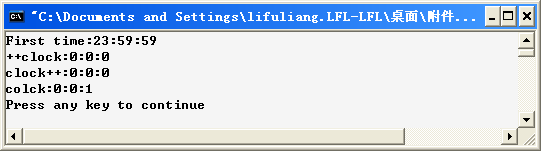 "C:\Documents and Settings\lifuliang.LFL-LFL\桌面\附件...
First time:23:59:59
++clock:0:0:0
clock++:0:0:0
colck:0:0:1
Press any key to continue